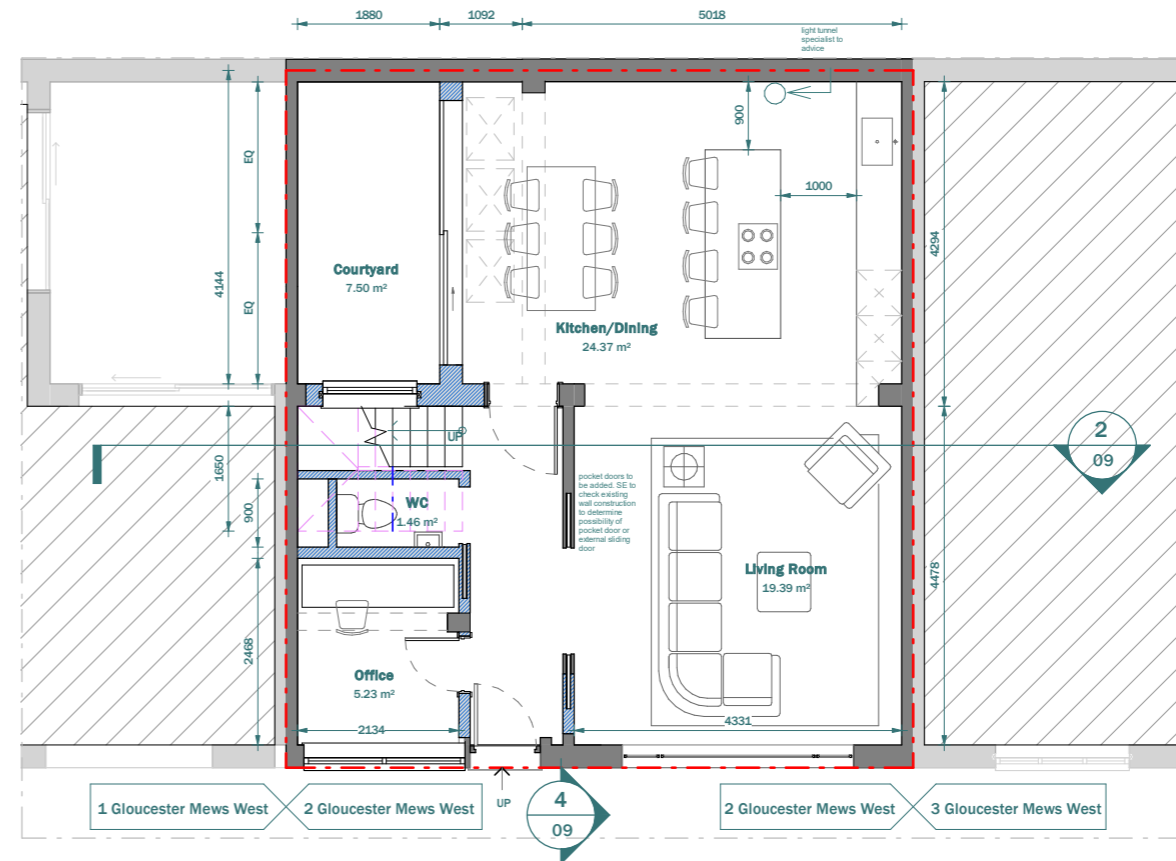 1880
1092
5018
light tunnel
specialist to
advice
EQ
900
1000
4144
4294
Courtyard
7.50 m²
EQ
Kitchen/Dining
24.37 m²
UP
2
09
1650
pocket doors to
be added. SE to
check existing
wall construction
to determine
possibility of
pocket door or
external sliding
door
900
WC
1.46 m²
Living Room
19.39 m²
4478
2468
Office
5.23 m²
2134
4331
UP
1 Gloucester Mews West
2 Gloucester Mews West
4
09
2 Gloucester Mews West
3 Gloucester Mews West